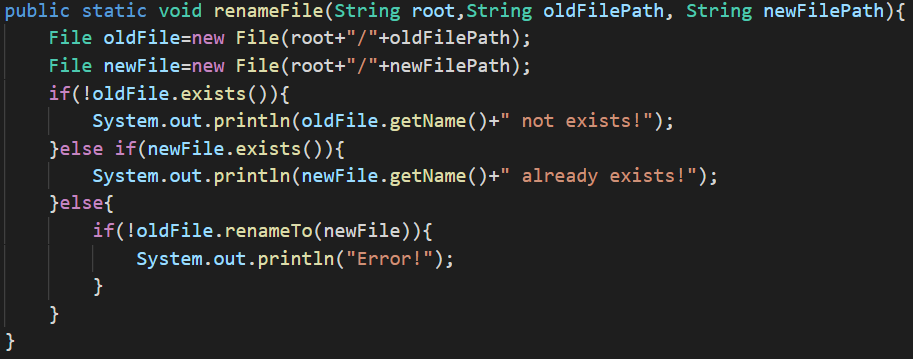 public static void renameFile(String root,String oldFilePath, String newFilePath){
    File oldFile=new File(root+"/"+oldFilePath);
    File newFile=new File(root+"/"+newFilePath);
    if(!oldFile.exists()){
        System.out.println(oldFile.getName()+" not exists!");
    }else if(newFile.exists()){
        System.out.println(newFile.getName()+" already exists!");
    }else{
        if(!oldFile.renameTo(newFile)){
            System.out.println("Error!");
        }
    }
}